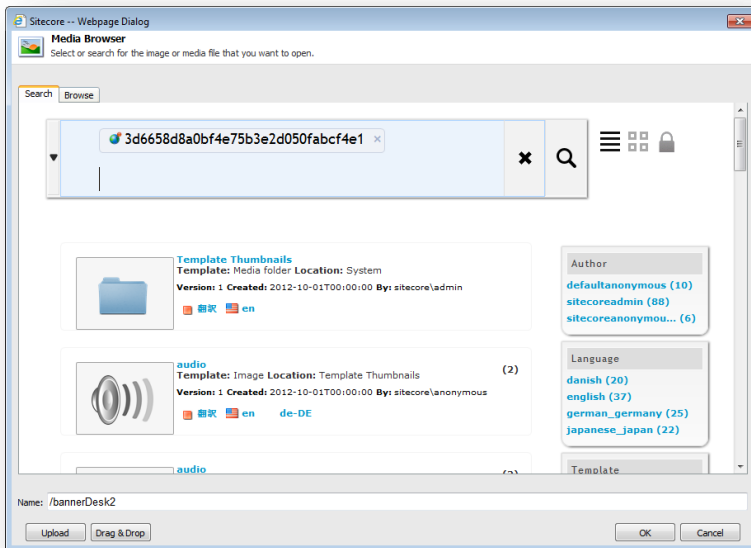 Sitecore -- Webpage Dialog
Media Browser
Select or search for the image or media file that you want to open.
Search Browse
3d6658d8a0bf4e75b3e2d050fabcf4e1 ×
Template Thumbnails
Template: Media folder Location: System
Version: 1 Created: 2012-10-01T00:00:00 By: sitecore\admin
翻訳 en
audio (2)
Template: Image Location: Template Thumbnails
Version: 1 Created: 2012-10-01T00:00:00 By: sitecore\anonymous
翻訳 en de-DE
audio
Author
defaultanonymous (10)
sitecoreadmin (88)
sitecoreanonymou... (6)
Language
danish (20)
english (37)
german_germany (25)
japanese_japan (22)
Template
Name: /bannerDesk2
Upload Drag & Drop OK Cancel